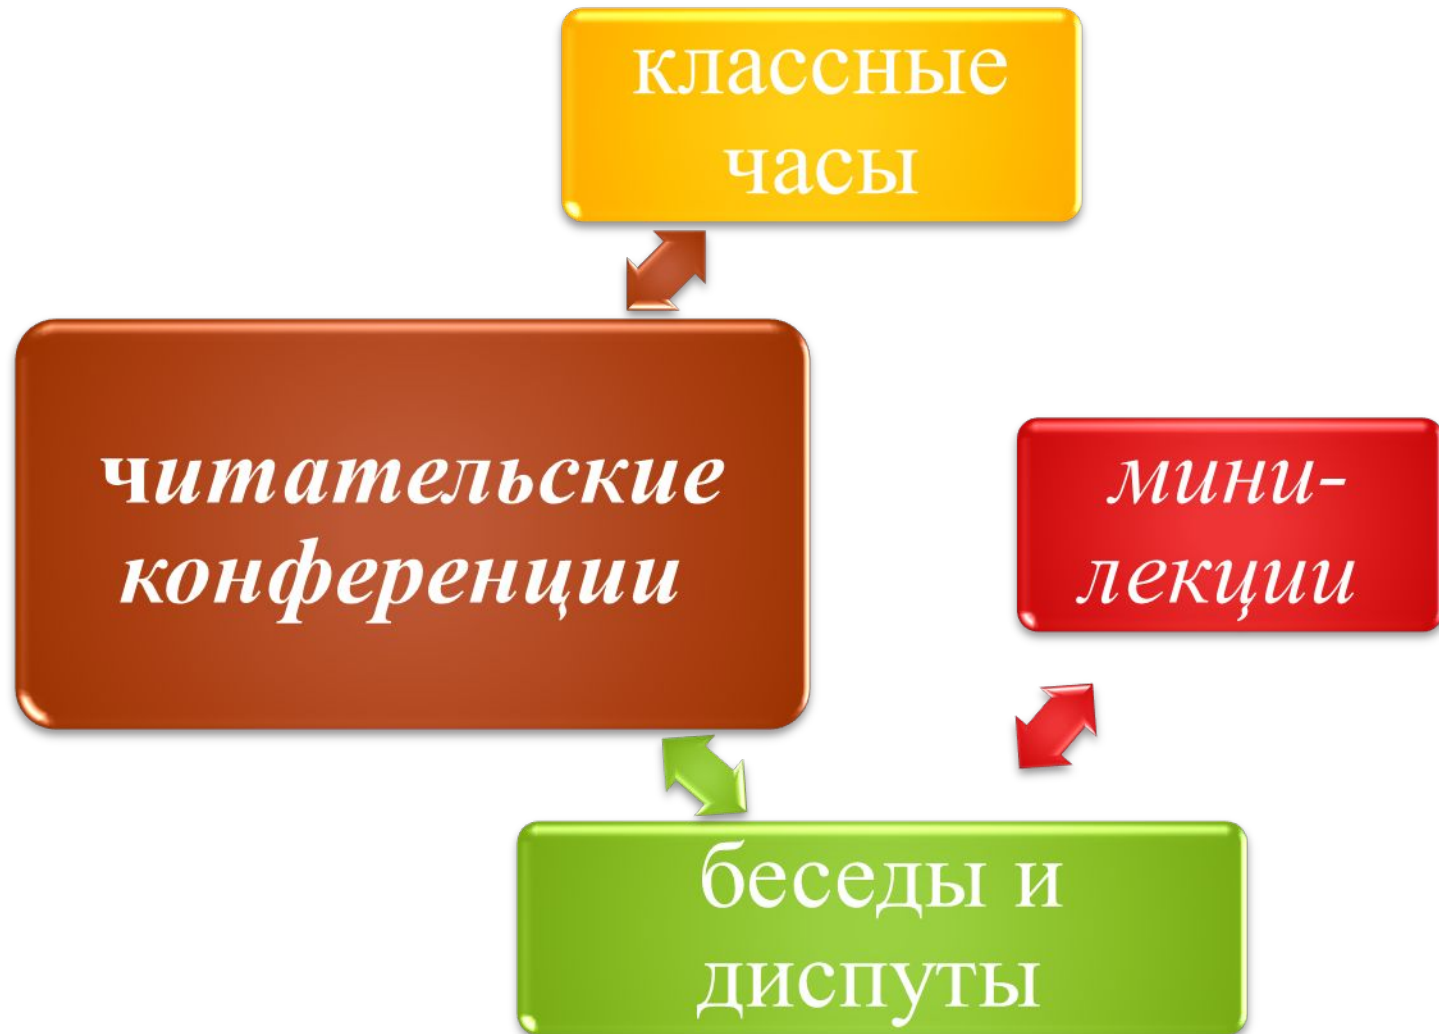 классные
часы
читательские
конференции
мини-
лекции
беседы и
диспуты